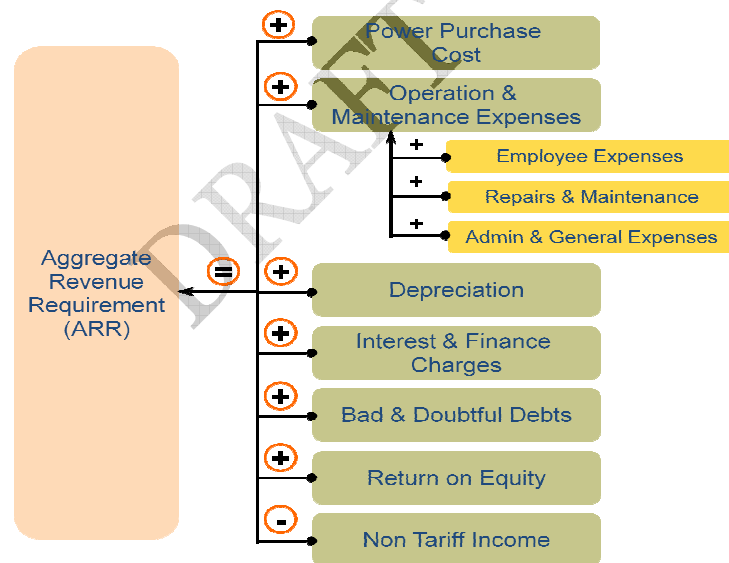 Power Purchase
Cost
Operation &
Maintenance Expenses
+
Employee Expenses
+
Repairs & Maintenance
+
Admin & General Expenses
Aggregate
Revenue
Requirement
(ARR)
=
+
+
+
Depreciation
+
Interest & Finance
Charges
+
Bad & Doubtful Debts
+
Return on Equity
-
Non Tariff Income
DRAFT